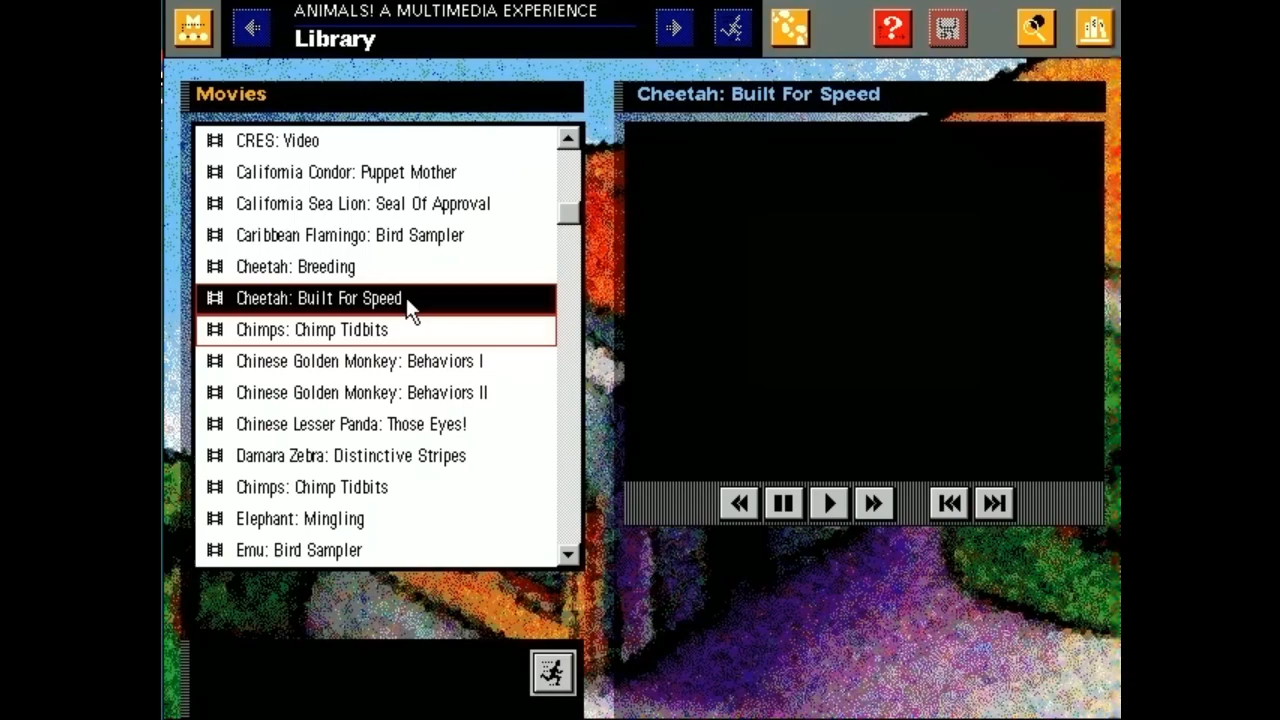 ANIMALS! A MULTIMEDIA EXPERIENCE
Library
Movies
CRES: Video
California Condor: Puppet Mother
California Sea Lion: Seal Of Approval
Caribbean Flamingo: Bird Sampler
Cheetah: Breeding
Cheetah: Built For Speed
Chimps: Chimp Tidbits
Chinese Golden Monkey: Behaviors I
Chinese Golden Monkey: Behaviors II
Chinese Lesser Panda: Those Eyes!
Damara Zebra: Distinctive Stripes
Chimps: Chimp Tidbits
Elephant: Mingling
Emu: Bird Sampler
Cheetah: Built For Speed
?